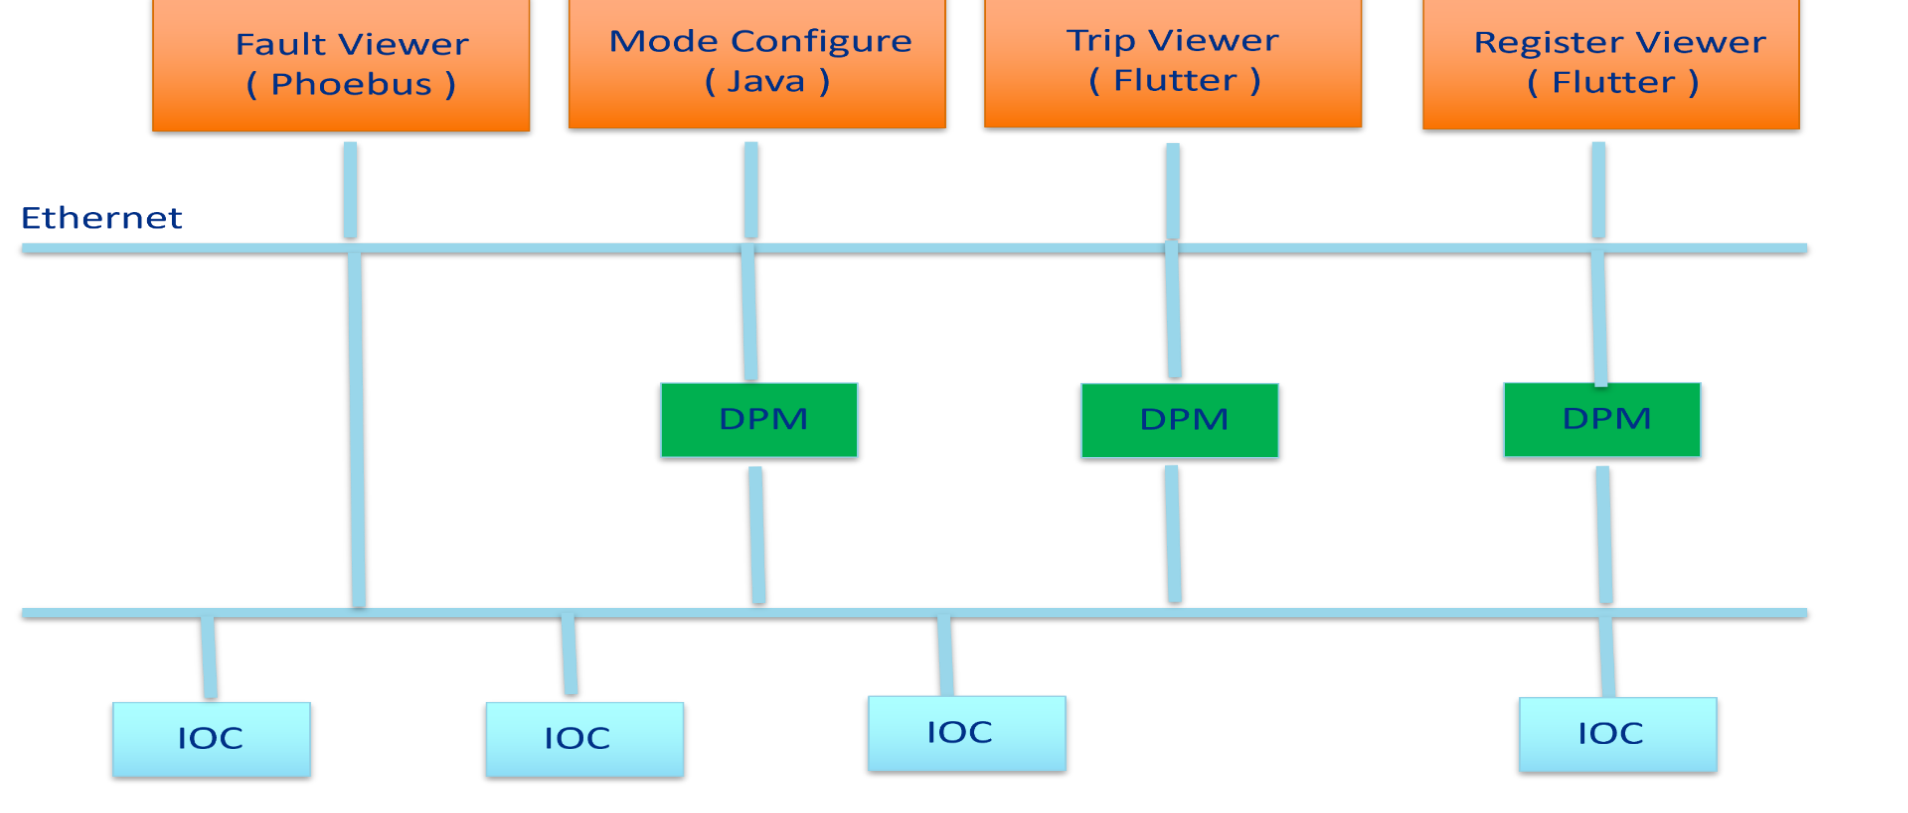 Fault Viewer
( Phoebus )
Mode Configure
( Java )
Trip Viewer
( Flutter )
Register Viewer
( Flutter )
Ethernet
DPM
DPM
DPM
IOC
IOC
IOC
IOC